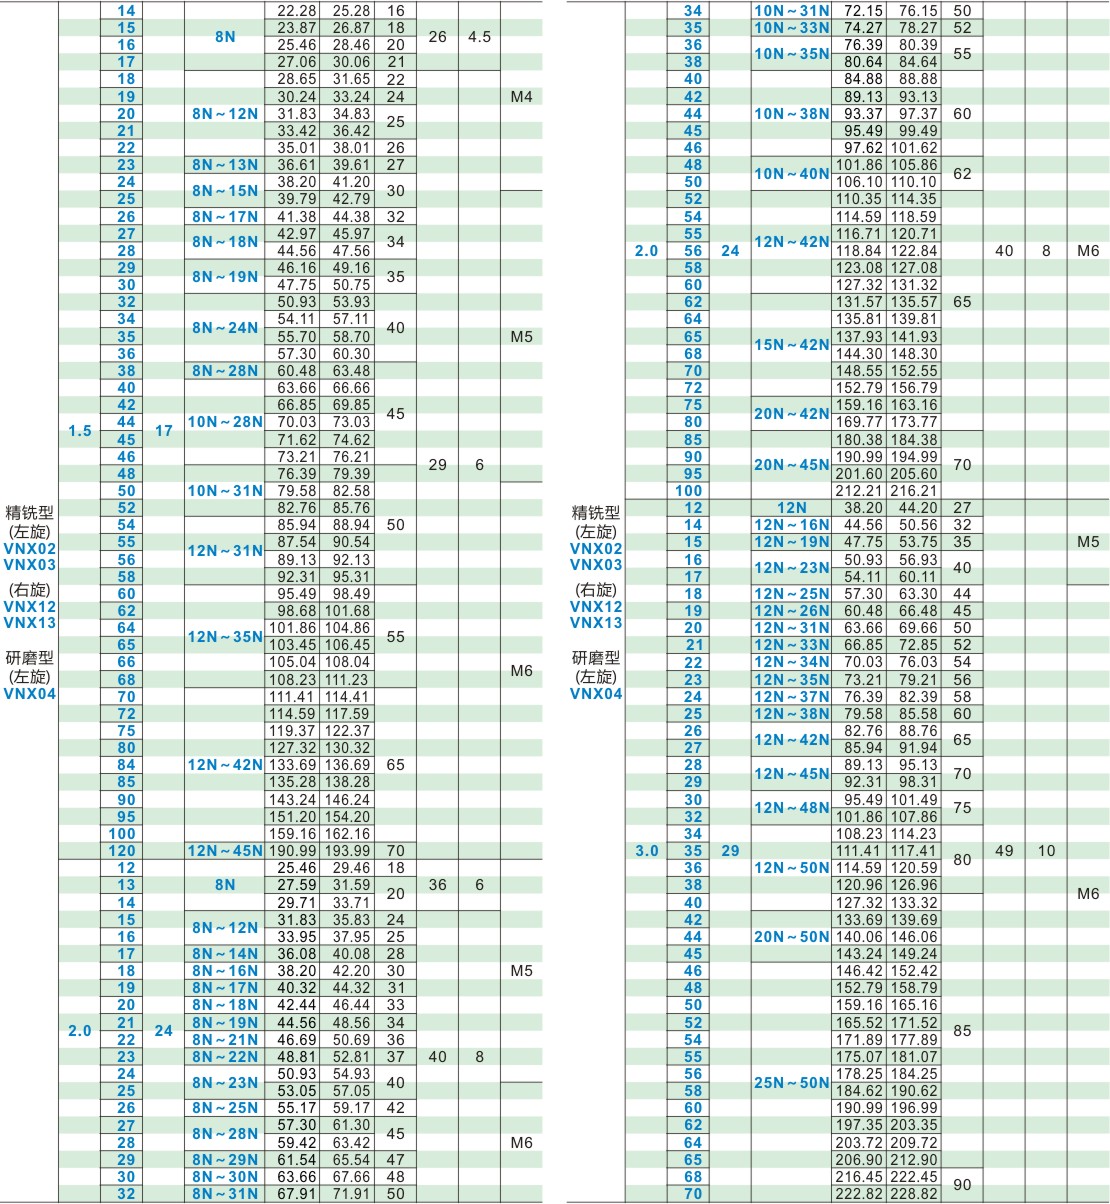 14 22.28 25.28 16
15 23.87 26.87 18
8N 26 4.5
16 25.46 28.46 20
17 27.06 30.06 21
18 28.65 31.65 22
19 30.24 33.24 24 M4
20 8N~12N 31.83 34.83
25
21 33.42 36.42
22 35.01 38.01 26
23 8N~13N 36.61 39.61 27
24 38.20 41.20
8N~15N 30
25 39.79 42.79
26 8N~17N 41.38 44.38 32
27 42.97 45.97
8N~18N 34
28 44.56 47.56
29 46.16 49.16
8N~19N 35
30 47.75 50.75
32 50.93 53.93
34 54.11 57.11
8N~24N 40
35 55.70 58.70 M5
36 57.30 60.30
38 8N~28N 60.48 63.48
40 63.66 66.66
42 66.85 69.85
45
44 10N~28N 70.03 73.03
1.5 17
45 71.62 74.62
46 73.21 76.21
29 6
48 76.39 79.39
50 10N~31N 79.58 82.58
52 82.76 85.76
精铣型
(左旋)
VNX02
VNX03
(右旋)
VNX12
VNX13
研磨型
(左旋)
VNX04
54 85.94 88.94 50
55 87.54 90.54
12N~31N
56 89.13 92.13
58 92.31 95.31
60 95.49 98.49
62 98.68 101.68
64 101.86 104.86
12N~35N 55
65 103.45 106.45
66 105.04 108.04
M6
68 108.23 111.23
70 111.41 114.41
72 114.59 117.59
75 119.37 122.37
80 127.32 130.32
84 12N~42N 133.69 136.69 65
85 135.28 138.28
90 143.24 146.24
95 151.20 154.20
100 159.16 162.16
120 12N~45N 190.99 193.99 70
12 25.46 29.46 18
13 8N 27.59 31.59 36 6
20
14 29.71 33.71
15 31.83 35.83 24
8N~12N
16 33.95 37.95 25
17 8N~14N 36.08 40.08 28
18 8N~16N 38.20 42.20 30 M5
19 8N~17N 40.32 44.32 31
20 8N~18N 42.44 46.44 33
21 8N~19N 44.56 48.56 34
2.0 24
22 8N~21N 46.69 50.69 36
23 8N~22N 48.81 52.81 37 40 8
24 50.93 54.93
8N~23N 40
25 53.05 57.05
26 8N~25N 55.17 59.17 42
27 57.30 61.30
8N~28N 45
28 59.42 63.42 M6
29 8N~29N 61.54 65.54 47
30 8N~30N 63.66 67.66 48
32 8N~31N 67.91 71.91 50
34 10N~31N 72.15 76.15 50
35 10N~33N 74.27 78.27 52
36 76.39 80.39
10N~35N 55
38 80.64 84.64
40 84.88 88.88
42 89.13 93.13
44 10N~38N 93.37 97.37 60
45 95.49 99.49
46 97.62 101.62
48 101.86 105.86
10N~40N 62
50 106.10 110.10
52 110.35 114.35
54 114.59 118.59
55 116.71 120.71
12N~42N
2.0 56 24 118.84 122.84 40 8 M6
58 123.08 127.08
60 127.32 131.32
62 131.57 135.57 65
64 135.81 139.81
65 137.93 141.93
15N~42N
68 144.30 148.30
70 148.55 152.55
72 152.79 156.79
75 159.16 163.16
20N~42N
80 169.77 173.77
85 180.38 184.38
90 190.99 194.99
20N~45N 70
95 201.60 205.60
100 212.21 216.21
精铣型
(左旋)
VNX02
VNX03
(右旋)
VNX12
VNX13
研磨型
(左旋)
VNX04
12 12N 38.20 44.20 27
14 12N~16N 44.56 50.56 32
15 12N~19N 47.75 53.75 35 M5
16 50.93 56.93
12N~23N 40
17 54.11 60.11
18 12N~25N 57.30 63.30 44
19 12N~26N 60.48 66.48 45
20 12N~31N 63.66 69.66 50
21 12N~33N 66.85 72.85 52
22 12N~34N 70.03 76.03 54
23 12N~35N 73.21 79.21 56
24 12N~37N 76.39 82.39 58
25 12N~38N 79.58 85.58 60
26 82.76 88.76
12N~42N 65
27 85.94 91.94
28 89.13 95.13
12N~45N 70
29 92.31 98.31
30 95.49 101.49
12N~48N 75
32 101.86 107.86
34 108.23 114.23
3.0 35 29 111.41 117.41 49 10
80
36 12N~50N 114.59 120.59
38 120.96 126.96
M6
40 127.32 133.32
42 133.69 139.69
44 20N~50N 140.06 146.06
45 143.24 149.24
46 146.42 152.42
48 152.79 158.79
50 159.16 165.16
52 165.52 171.52
85
54 171.89 177.89
55 175.07 181.07
56 178.25 184.25
25N~50N
58 184.62 190.62
60 190.99 196.99
62 197.35 203.35
64 203.72 209.72
65 206.90 212.90
68 216.45 222.45
90
70 222.82 228.82